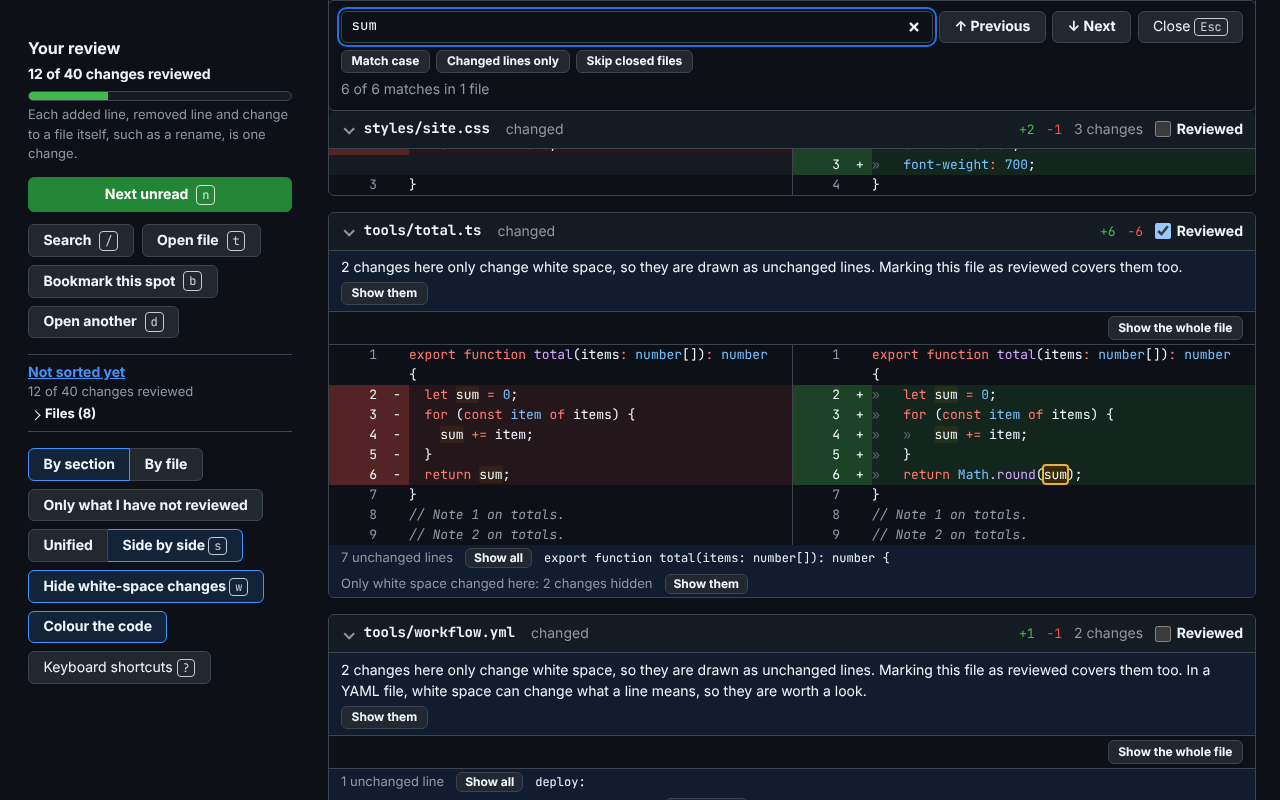 Your review
12 of 40 changes reviewed
Each added line, removed line and change
to a file itself, such as a rename, is one
change.
Next unread n
Search /
Open file t
Bookmark this spot b
Open another d
Not sorted yet
12 of 40 changes reviewed
Files (8)
By section
By file
Only what I have not reviewed
Unified
Side by side s
Hide white-space changes w
Colour the code
Keyboard shortcuts ?
sum
↑ Previous
↓ Next
Close Esc
Match case
Changed lines only
Skip closed files
6 of 6 matches in 1 file
styles/site.css changed +2 -1 3 changes Reviewed
3 + » font-weight: 700;
3 } 4 }
tools/total.ts changed +6 -6 Reviewed
2 changes here only change white space, so they are drawn as unchanged lines. Marking this file as reviewed covers them too.
Show them
Show the whole file
1 export function total(items: number[]): number 1 export function total(items: number[]): number
{ {
2 - let sum = 0; 2 + » let sum = 0;
3 - for (const item of items) { 3 + » for (const item of items) {
4 - sum += item; 4 + » » sum += item;
5 - } 5 + » }
6 - return sum; 6 + » return Math.round(sum);
7 } 7 }
8 // Note 1 on totals. 8 // Note 1 on totals.
9 // Note 2 on totals. 9 // Note 2 on totals.
7 unchanged lines Show all export function total(items: number[]): number {
Only white space changed here: 2 changes hidden Show them
tools/workflow.yml changed +1 -1 2 changes Reviewed
2 changes here only change white space, so they are drawn as unchanged lines. Marking this file as reviewed covers them too. In a
YAML file, white space can change what a line means, so they are worth a look.
Show them
Show the whole file
1 unchanged line Show all deploy: